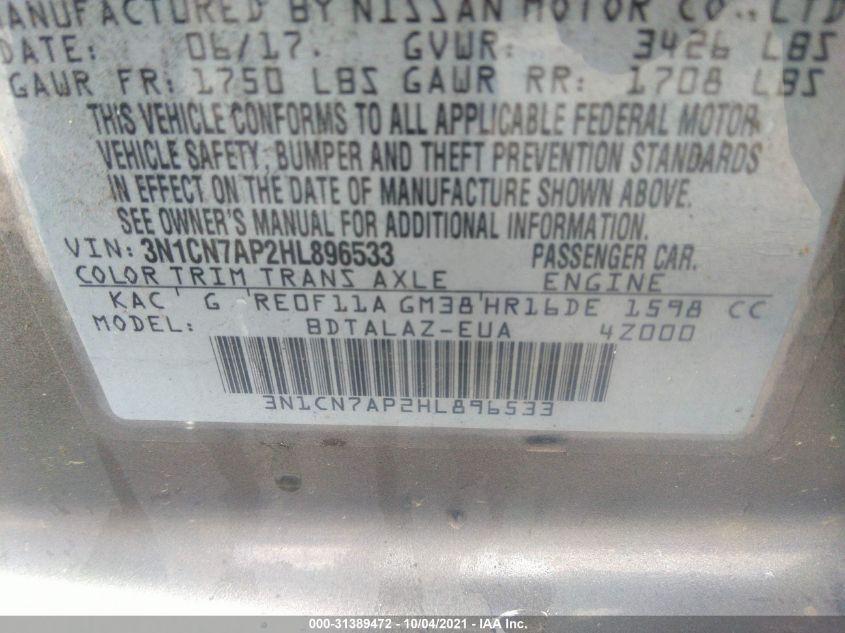 MANUFACTURED BY NISSAN MOTOR CO., LTD
DATE: 06/17. GVWR: 3426 LBS
GAWR FR: 1750 LBS GAWR RR: 1708 LBS
THIS VEHICLE CONFORMS TO ALL APPLICABLE FEDERAL MOTOR
VEHICLE SAFETY, BUMPER AND THEFT PREVENTION STANDARDS
IN EFFECT ON THE DATE OF MANUFACTURE SHOWN ABOVE.
SEE OWNER'S MANUAL FOR ADDITIONAL INFORMATION.
VIN: 3N1CN7AP2HL896533 PASSENGER CAR.
COLOR TRIM TRANS AXLE ENGINE
KAC G RE0F11A GM38 HR16DE 1598 CC
MODEL: BDTALAZ-EUA 4Z000
3N1CN7AP2HL896533
000-31389472 - 10/04/2021 - IAA Inc.